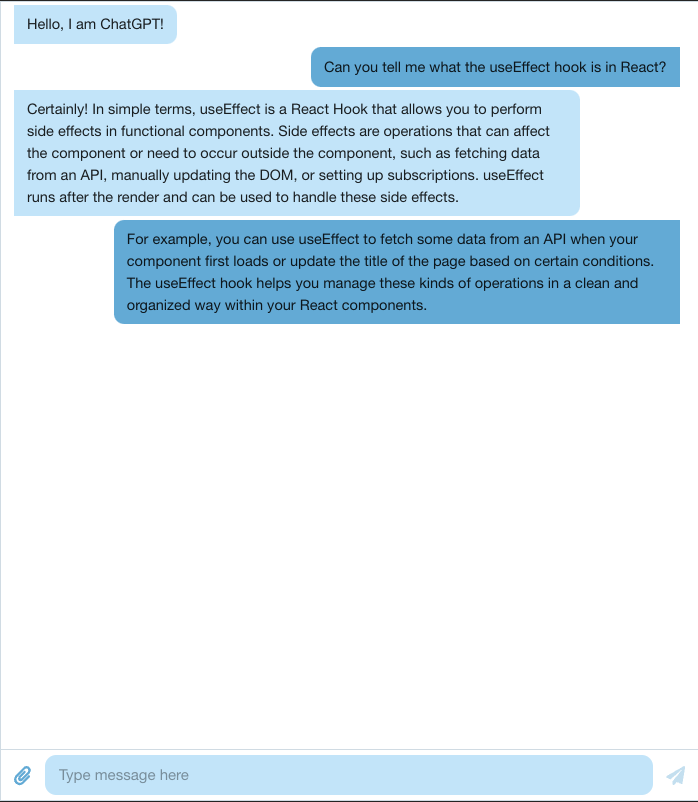 Hello, I am ChatGPT!
Can you tell me what the useEffect hook is in React?
Certainly! In simple terms, useEffect is a React Hook that allows you to perform
side effects in functional components. Side effects are operations that can affect
the component or need to occur outside the component, such as fetching data
from an API, manually updating the DOM, or setting up subscriptions. useEffect
runs after the render and can be used to handle these side effects.
For example, you can use useEffect to fetch some data from an API when your
component first loads or update the title of the page based on certain conditions.
The useEffect hook helps you manage these kinds of operations in a clean and
organized way within your React components.
Type message here